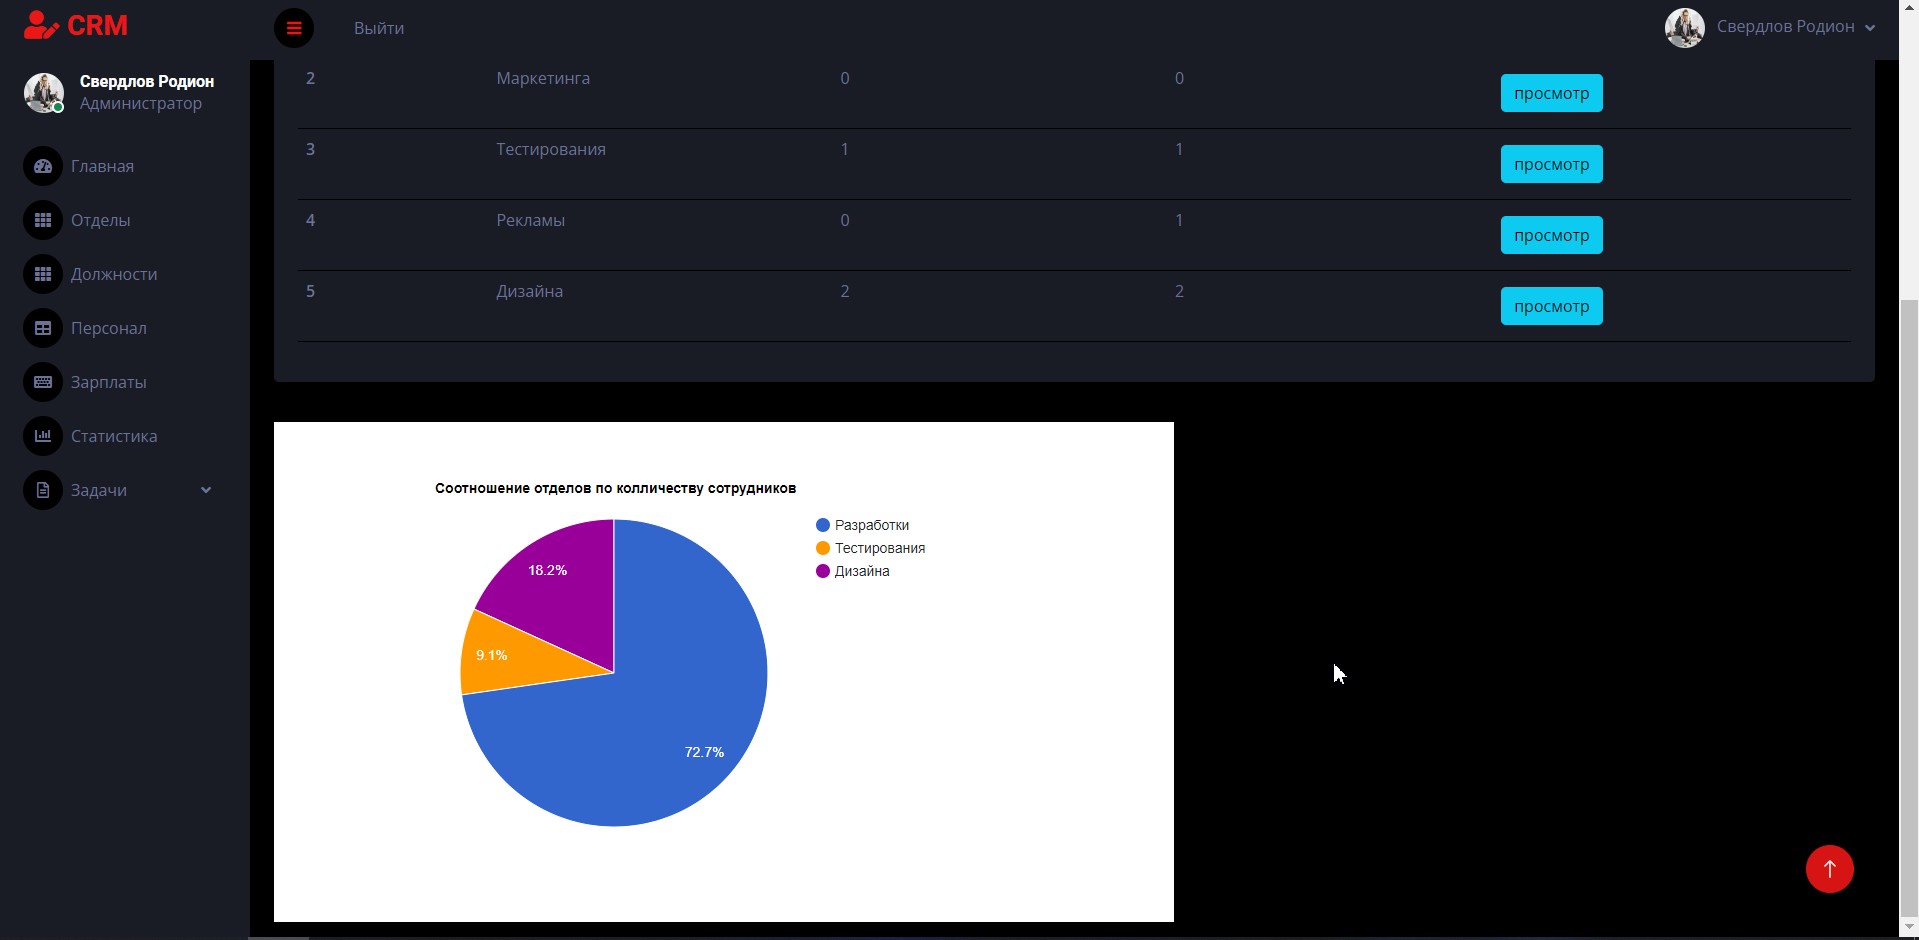 CRM
Выйти
Свердлов Родион
Свердлов Родион
Администратор
Главная
Отделы
Должности
Персонал
Зарплаты
Статистика
Задачи
2 Маркетинга 0 0 просмотр
3 Тестирования 1 1 просмотр
4 Рекламы 0 1 просмотр
5 Дизайна 2 2 просмотр
Соотношение отделов по колличеству сотрудников
Разработки
Тестирования
Дизайна
18.2%
9.1%
72.7%